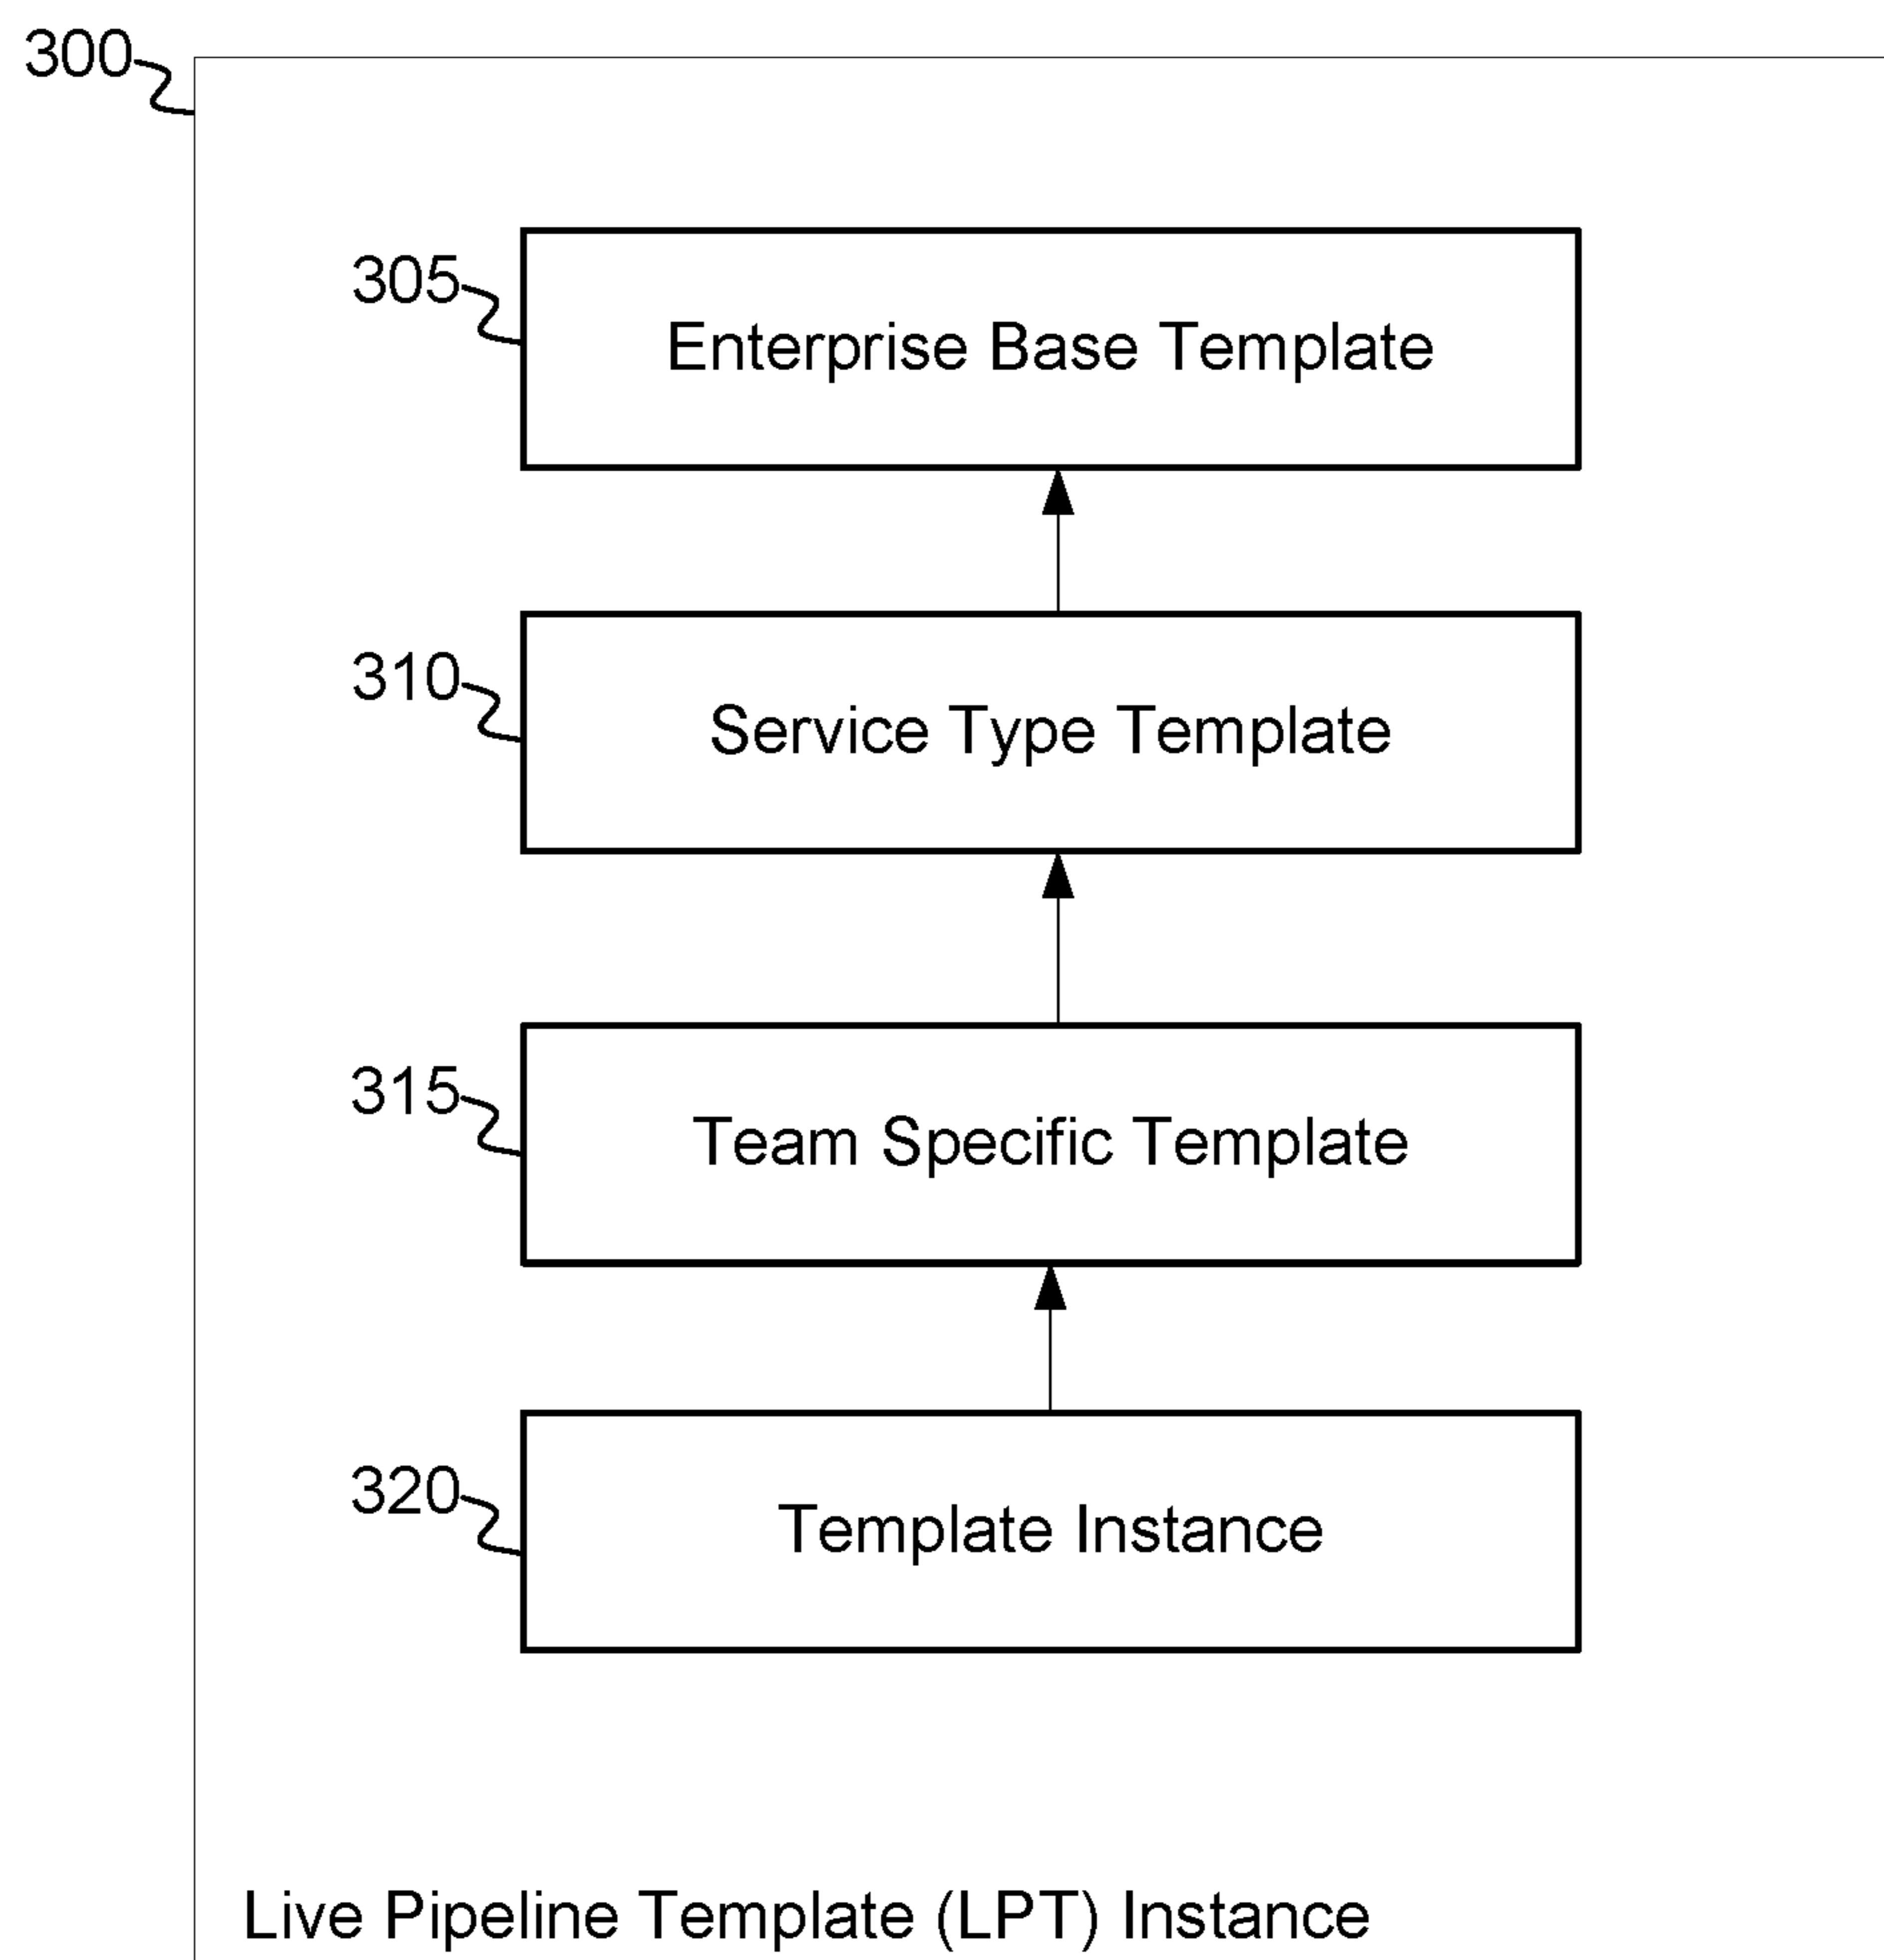 300
305
Enterprise Base Template
310
Service Type Template
315
Team Specific Template
320
Template Instance
Live Pipeline Template (LPT) Instance